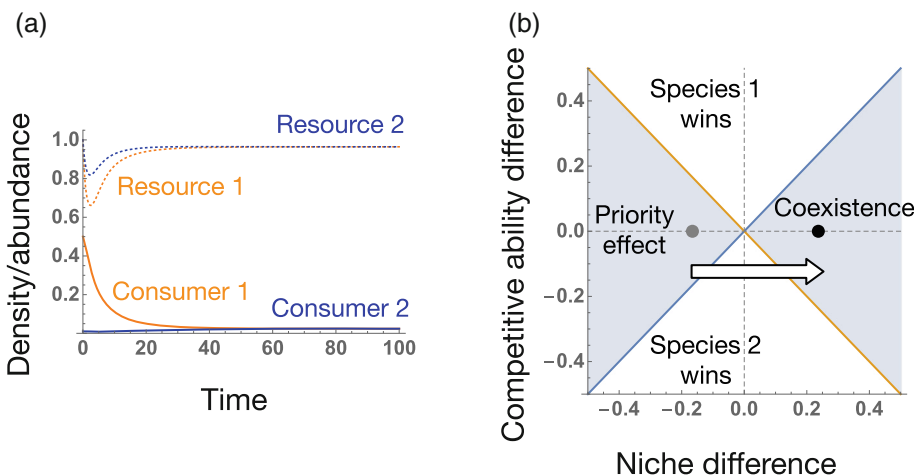 (a)
Density/abundance
1.0
0.8
0.6
0.4
0.2
0
20
40
60
80
100
Resource 2
Resource 1
Consumer 1
Consumer 2
Time
(b)
Competitive ability difference
0.4
0.2
0.0
−0.2
−0.4
−0.4
−0.2
0.0
0.2
0.4
Species 1
wins
Priority
effect
Coexistence
Species 2
wins
Niche difference